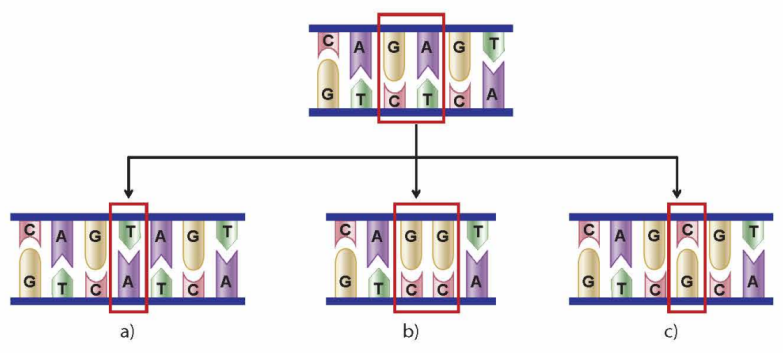 C A G A G T
G T C T C A
C A G T A G T
G T C A T C A
C A G G T
G T C C A
C A G C G T
G T C G C A
a)
b)
c)